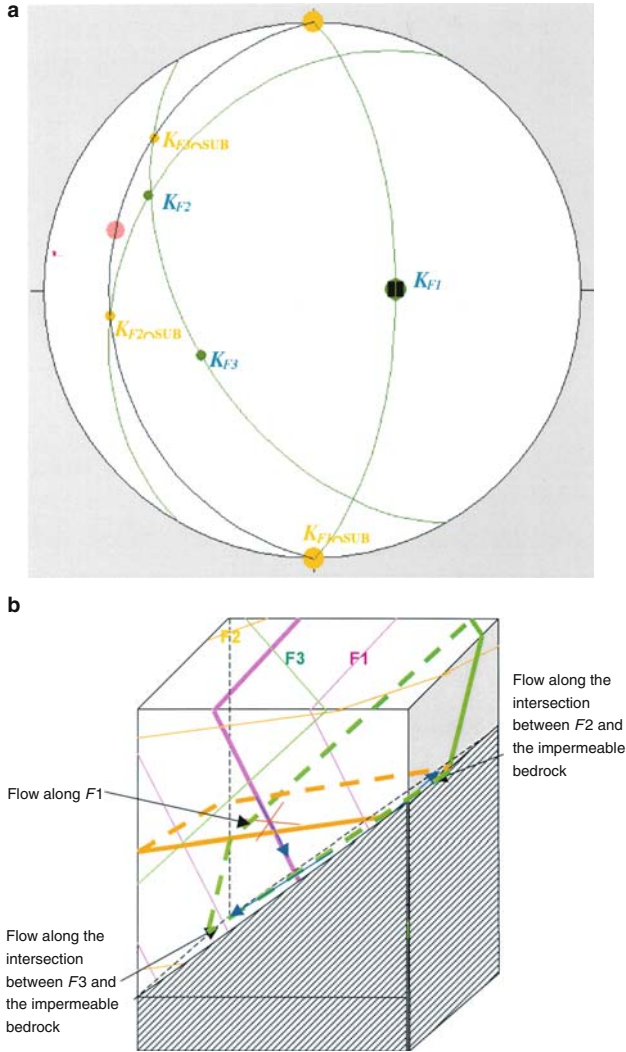 a
K_F3∩SUB
K_F2
K_F1
K_F2∩SUB
K_F3
K_F1∩SUB
b
F2
F3
F1
Flow along the
intersection
between F2 and
the impermeable
bedrock
Flow along F1
Flow along the
intersection
between F3 and
the impermeable
bedrock